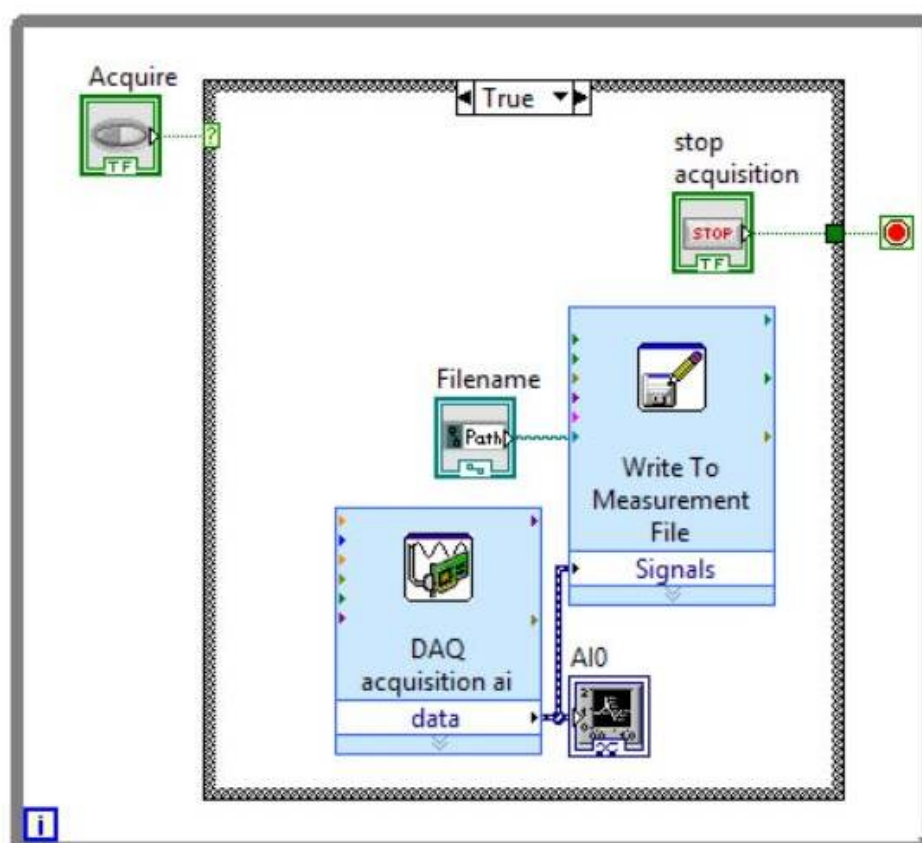 Acquire
TF
?
True
stop
acquisition
STOP
TF
Filename
Path
Write To
Measurement
File
Signals
DAQ
acquisition ai
data
AI0
i